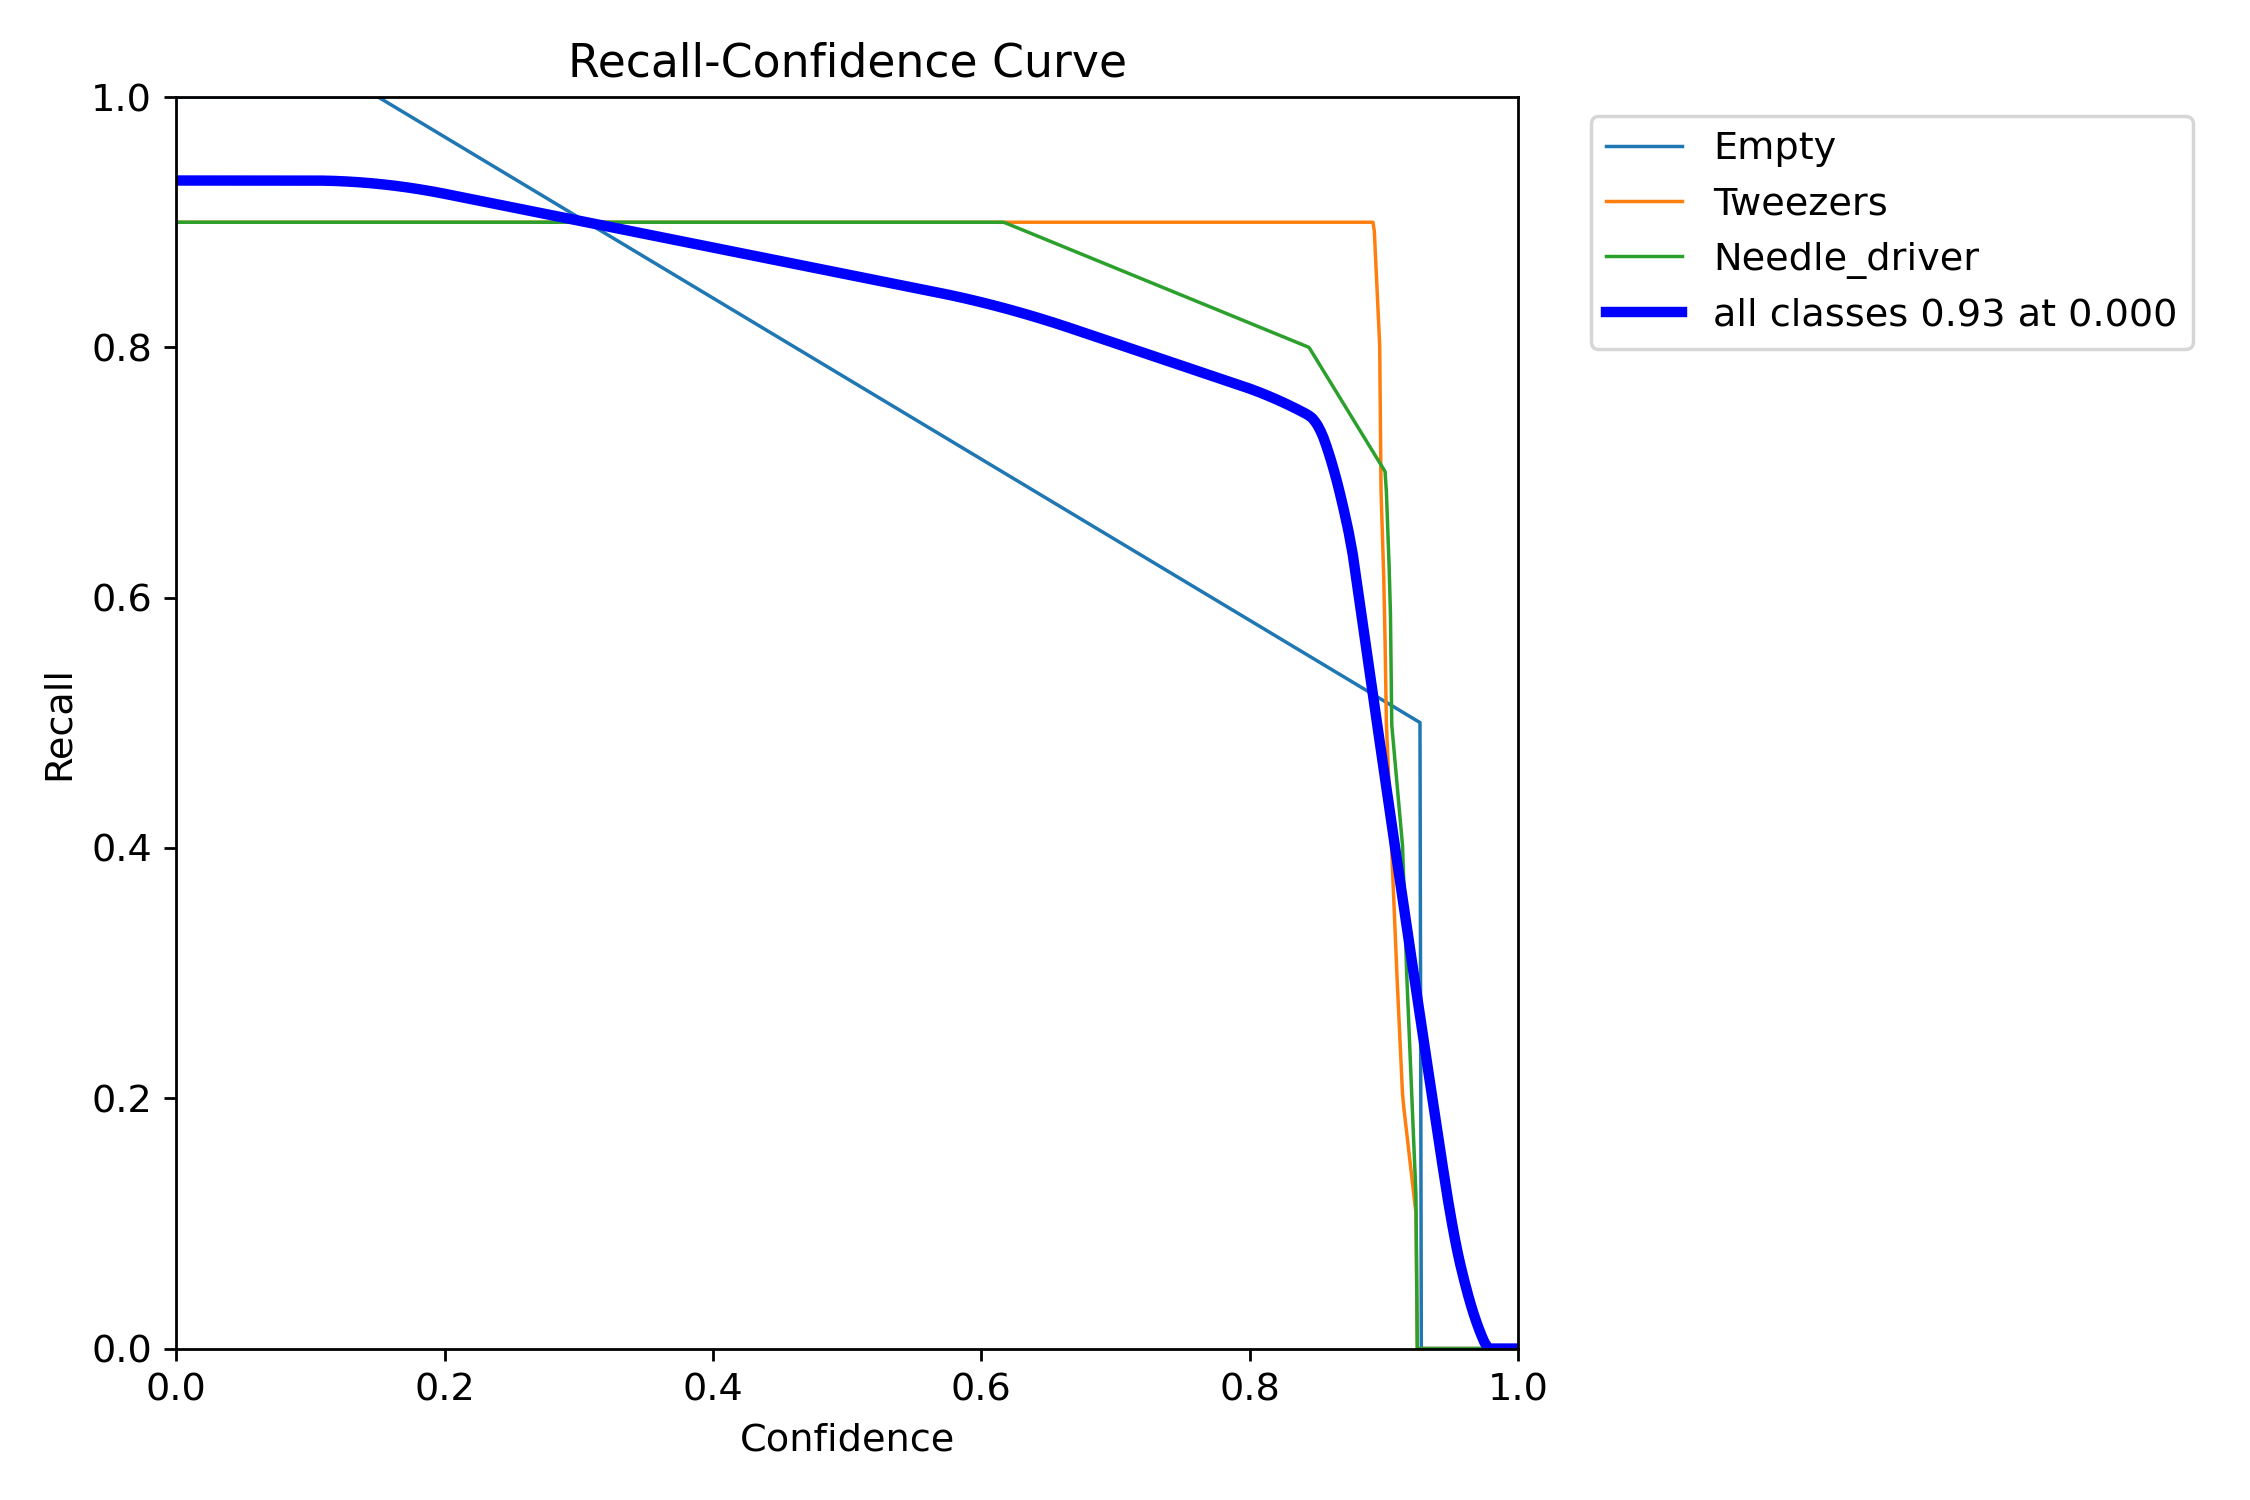 Recall-Confidence Curve
1.0
0.8
0.6
0.4
0.2
0.0
Recall
0.0 0.2 0.4 0.6 0.8 1.0
Confidence
Empty
Tweezers
Needle_driver
all classes 0.93 at 0.000